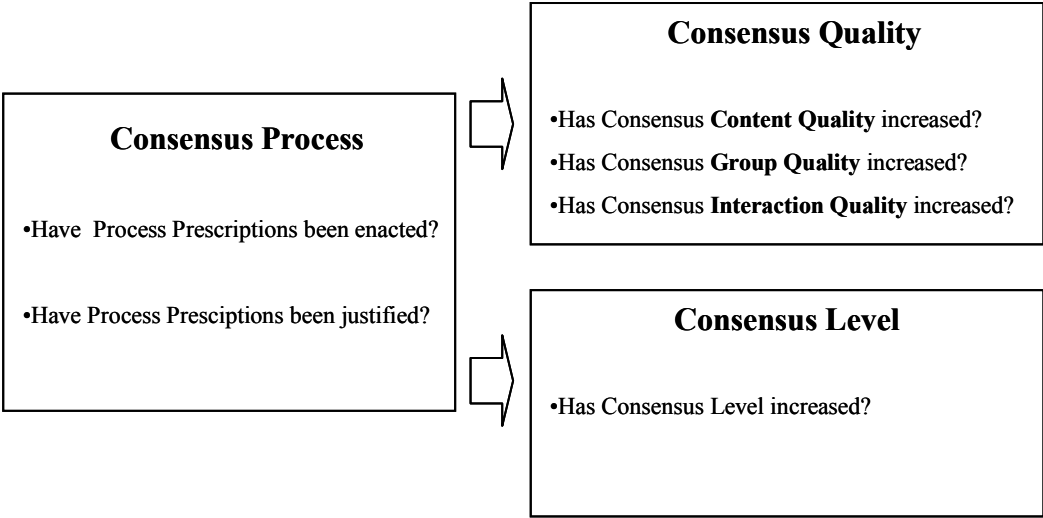 Consensus Process
•Have  Process Prescriptions been enacted?
•Have Process Presciptions been justified?
Consensus Quality
•Has Consensus Content Quality increased?
•Has Consensus Group Quality increased?
•Has Consensus Interaction Quality increased?
Consensus Level
•Has Consensus Level increased?